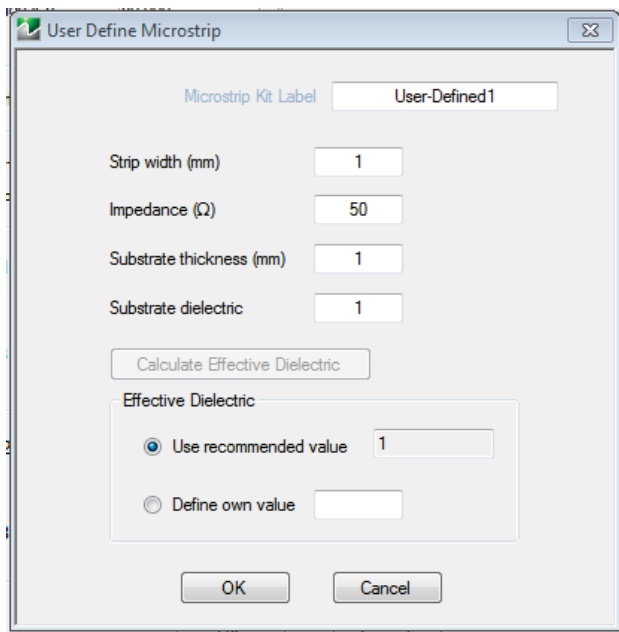 User Define Microstrip
Microstrip Kit Label User-Defined1
Strip width (mm) 1
Impedance (Ω) 50
Substrate thickness (mm) 1
Substrate dielectric 1
Calculate Effective Dielectric
Effective Dielectric
Use recommended value 1
Define own value
OK Cancel